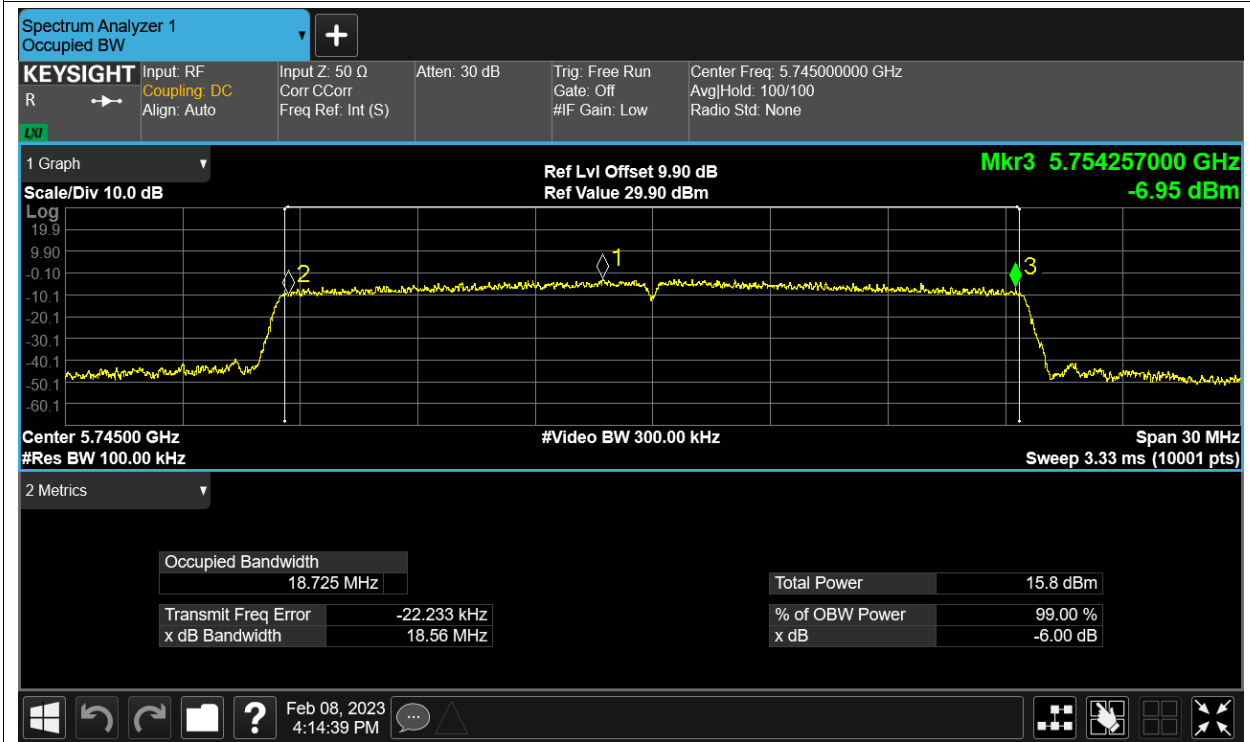 Spectrum Analyzer 1
Occupied BW
KEYSIGHT
R
LXI
Input: RF
Coupling: DC
Align: Auto
Input Z: 50 Ω
Corr CCorr
Freq Ref: Int (S)
Atten: 30 dB
Trig: Free Run
Gate: Off
#IF Gain: Low
Center Freq: 5.745000000 GHz
Avg|Hold: 100/100
Radio Std: None
1 Graph
Scale/Div 10.0 dB
Ref Lvl Offset 9.90 dB
Ref Value 29.90 dBm
Mkr3 5.754257000 GHz
-6.95 dBm
Log
19.9
9.90
-0.10
-10.1
-20.1
-30.1
-40.1
-50.1
-60.1
2
1
3
Center 5.74500 GHz
#Res BW 100.00 kHz
#Video BW 300.00 kHz
Span 30 MHz
Sweep 3.33 ms (10001 pts)
2 Metrics
Occupied Bandwidth
18.725 MHz
Transmit Freq Error -22.233 kHz
x dB Bandwidth 18.56 MHz
Total Power 15.8 dBm
% of OBW Power 99.00 %
x dB -6.00 dB
?
Feb 08, 2023
4:14:39 PM